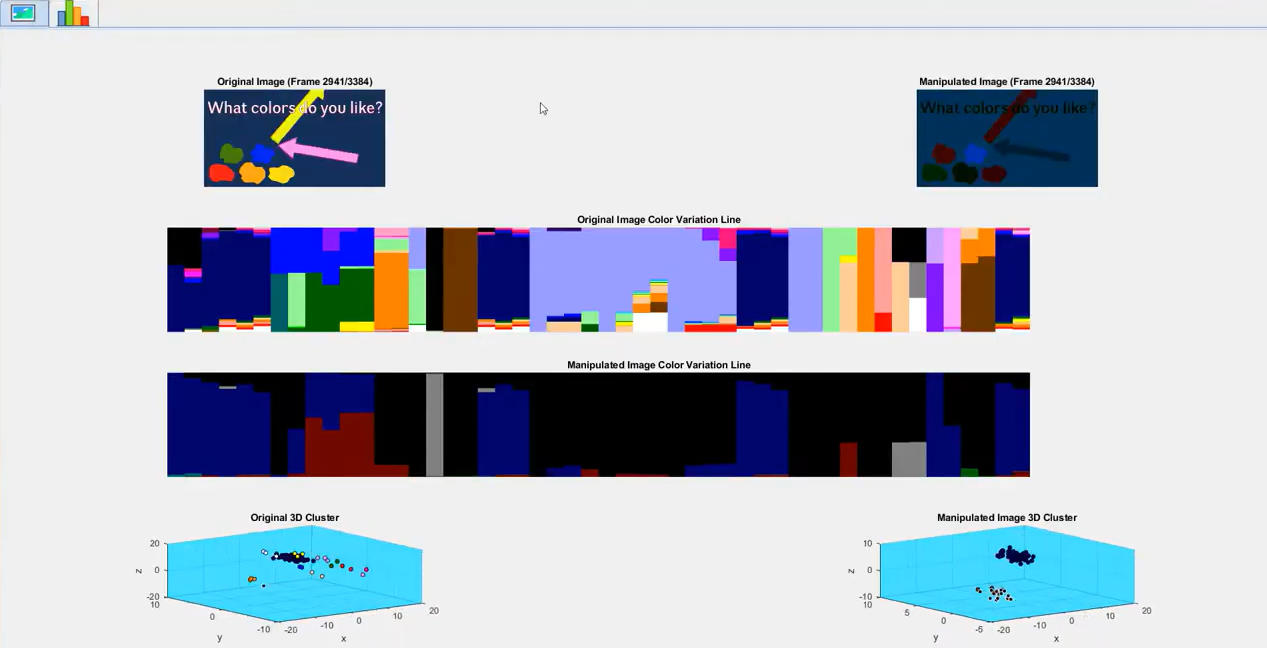 Original Image (Frame 2941/3384)
Manipulated Image (Frame 2941/3384)
What colors do you like?
What colors do you like?
Original Image Color Variation Line
Manipulated Image Color Variation Line
Original 3D Cluster
Manipulated Image 3D Cluster
20
0
-20
z
10
0
-10
y
-20
-10
0
10
20
x
10
0
-10
z
10
5
0
-5
y
-20
-10
0
10
20
x